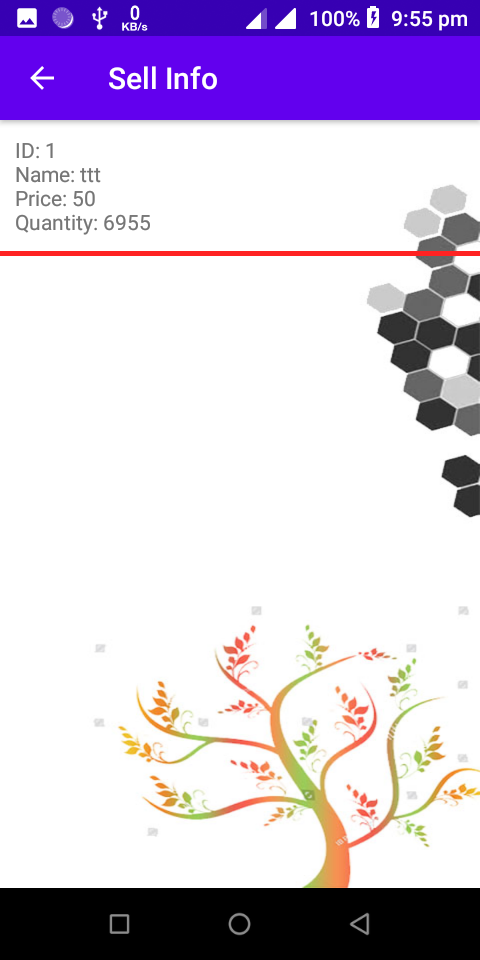 0
KB/s
100%
9:55 pm
Sell Info
ID: 1
Name: ttt
Price: 50
Quantity: 6955